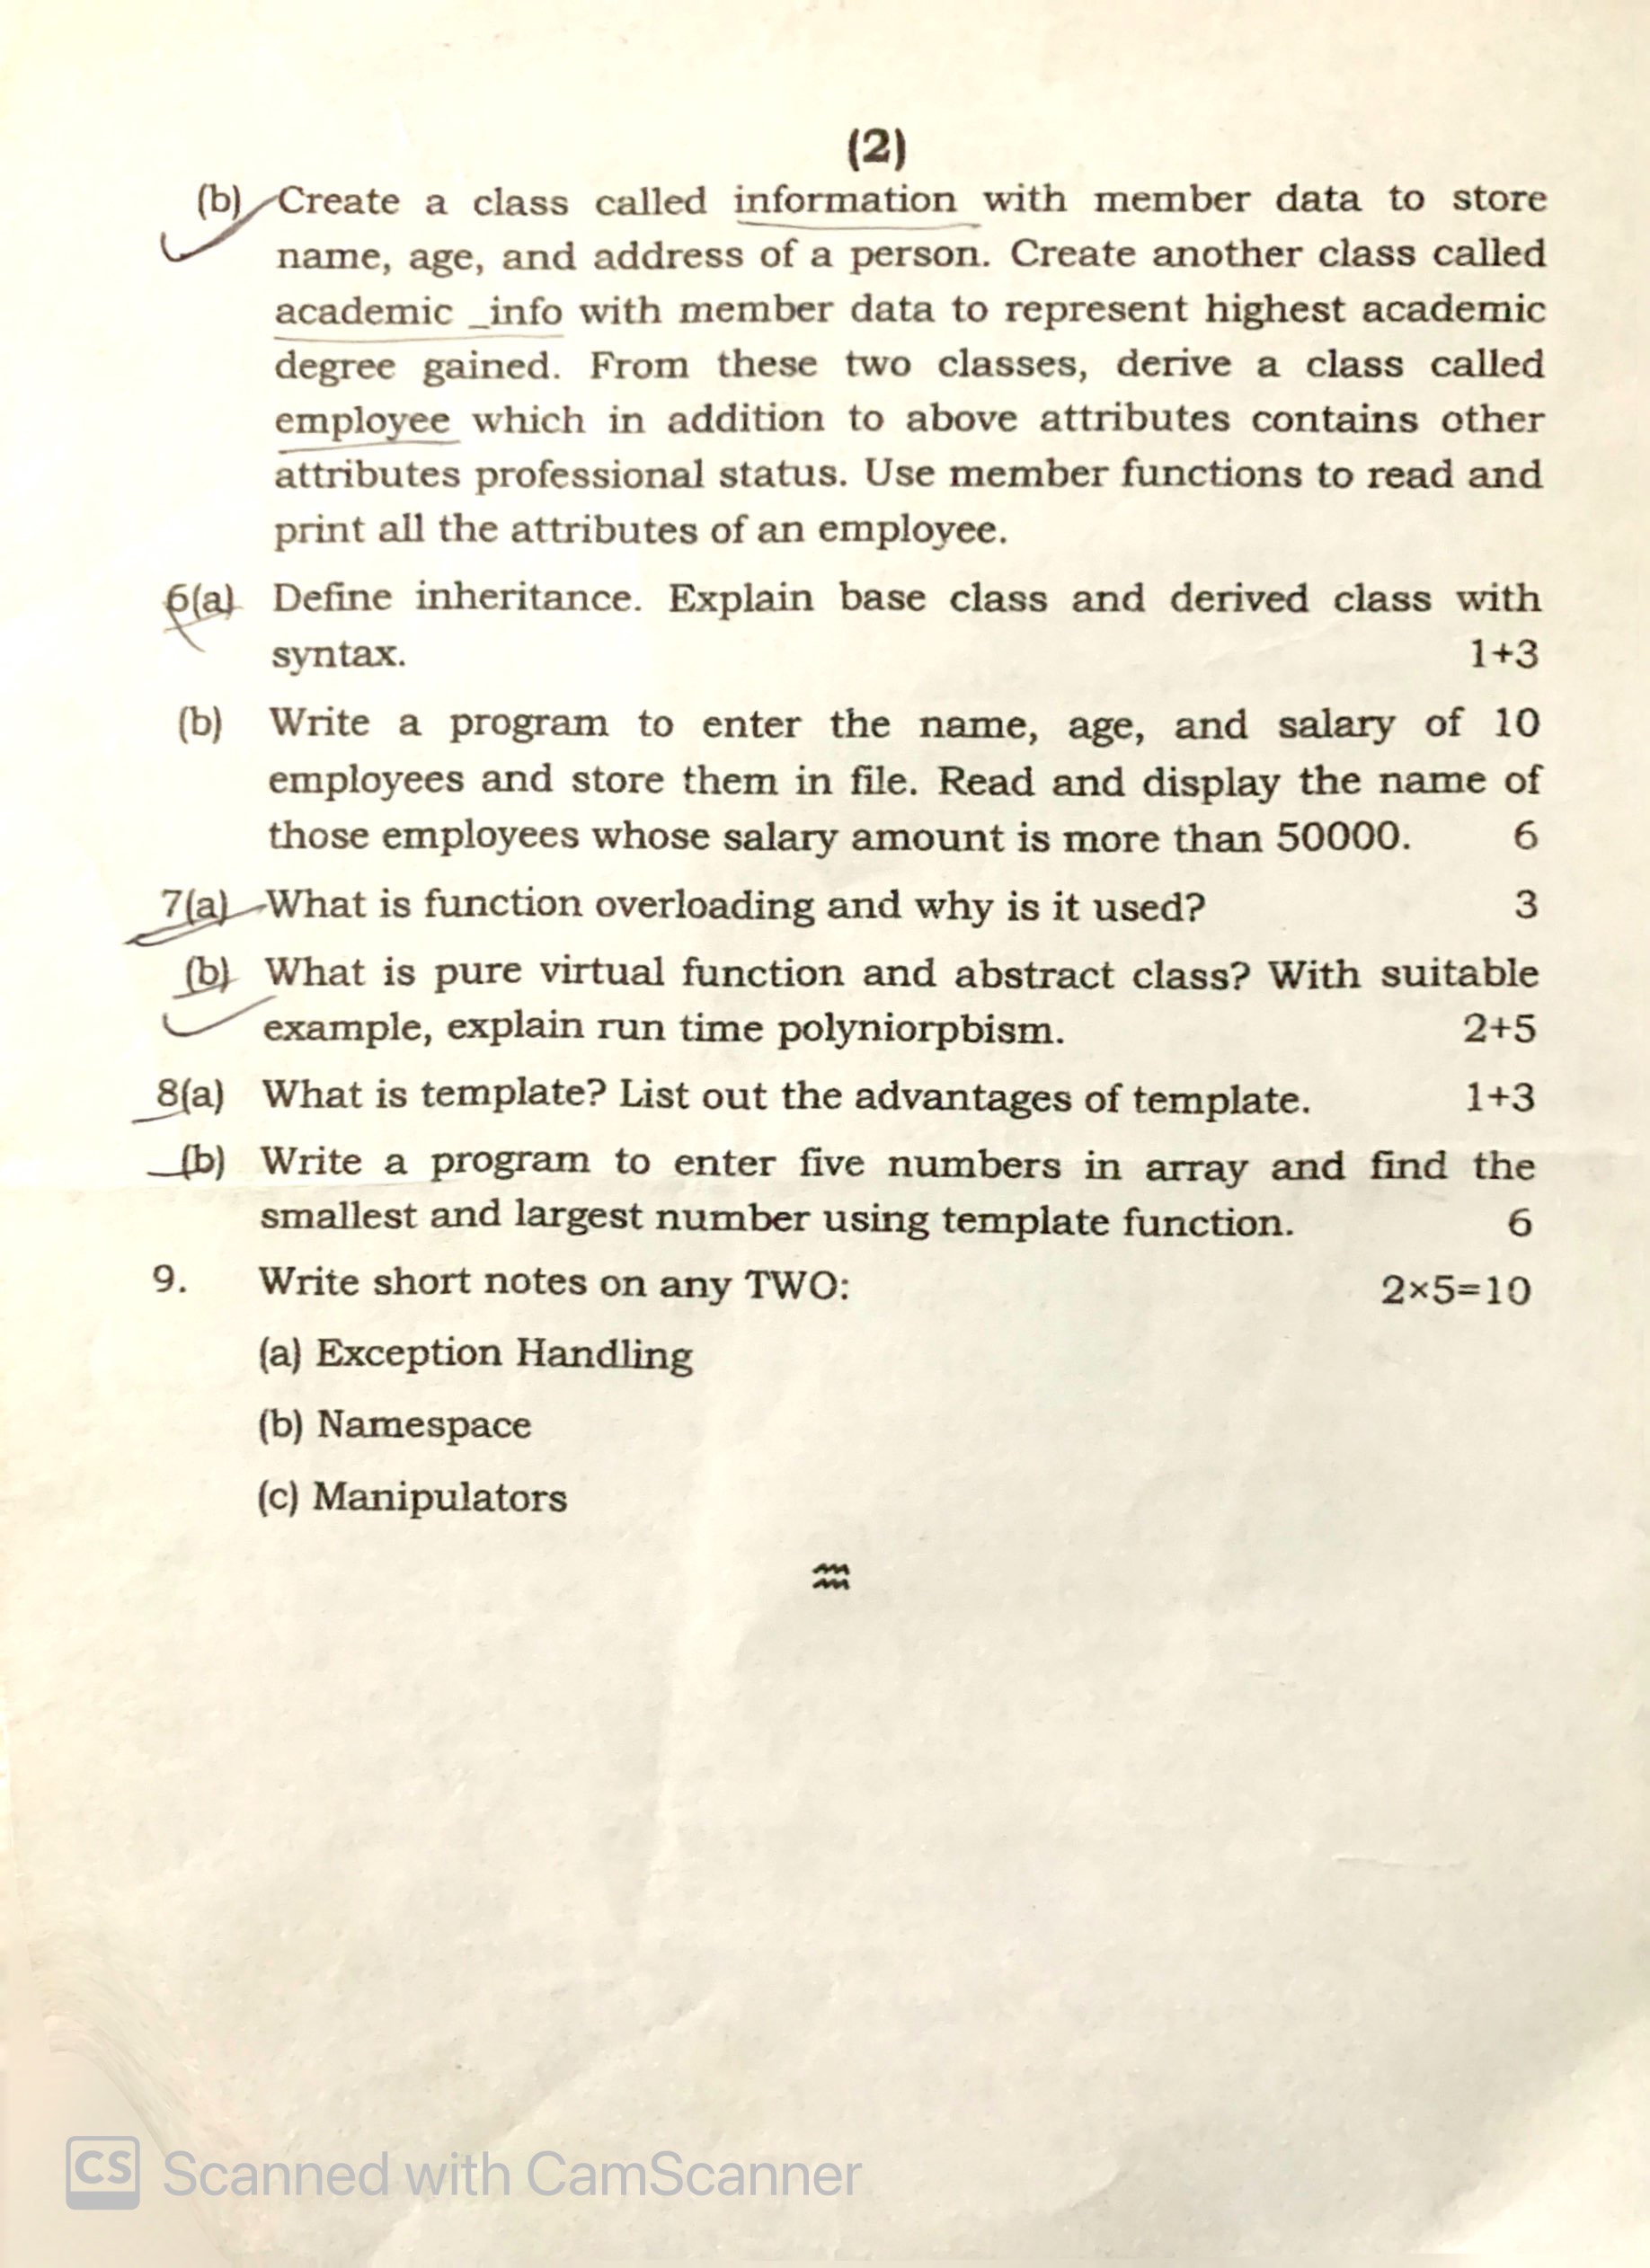 (2)
(b) Create a class called information with member data to store
name, age, and address of a person. Create another class called
academic _info with member data to represent highest academic
degree gained. From these two classes, derive a class called
employee which in addition to above attributes contains other
attributes professional status. Use member functions to read and
print all the attributes of an employee.
6(a) Define inheritance. Explain base class and derived class with
syntax. 1+3
(b) Write a program to enter the name, age, and salary of 10
employees and store them in file. Read and display the name of
those employees whose salary amount is more than 50000. 6
7(a) What is function overloading and why is it used? 3
(b) What is pure virtual function and abstract class? With suitable
example, explain run time polyniorpbism. 2+5
8(a) What is template? List out the advantages of template. 1+3
(b) Write a program to enter five numbers in array and find the
smallest and largest number using template function. 6
9. Write short notes on any TWO: 2×5=10
(a) Exception Handling
(b) Namespace
(c) Manipulators
CS Scanned with CamScanner